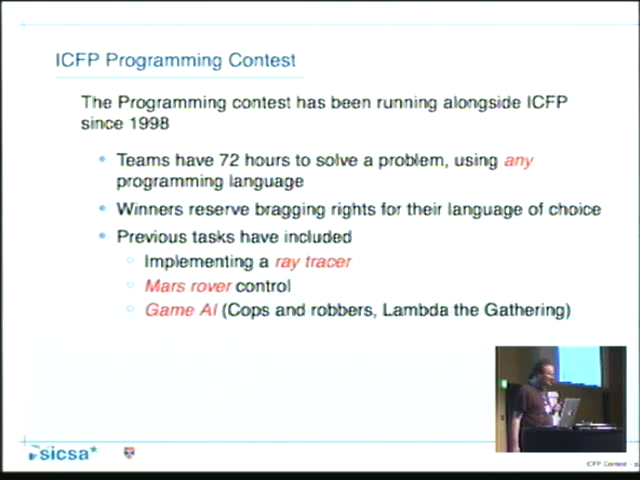 ICFP Programming Contest
The Programming contest has been running alongside ICFP
since 1998
Teams have 72 hours to solve a problem, using any
programming language
Winners reserve bragging rights for their language of choice
Previous tasks have included
Implementing a ray tracer
Mars rover control
Game AI (Cops and robbers, Lambda the Gathering)
sicsa*
ICFP Contest